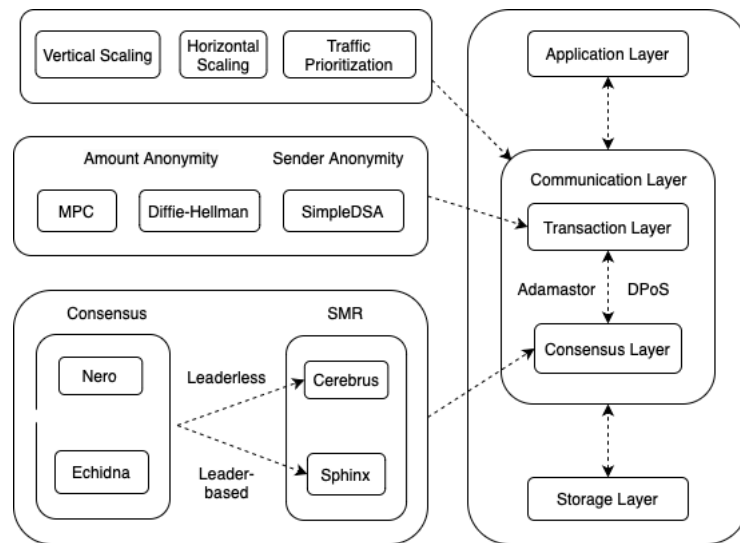 Vertical Scaling
Horizontal
Scaling
Traffic
Prioritization
Amount Anonymity
Sender Anonymity
MPC
Diffie-Hellman
SimpleDSA
Consensus
SMR
Nero
Echidna
Leaderless
Leader-
based
Cerebrus
Sphinx
Application Layer
Communication Layer
Transaction Layer
Adamastor
DPoS
Consensus Layer
Storage Layer